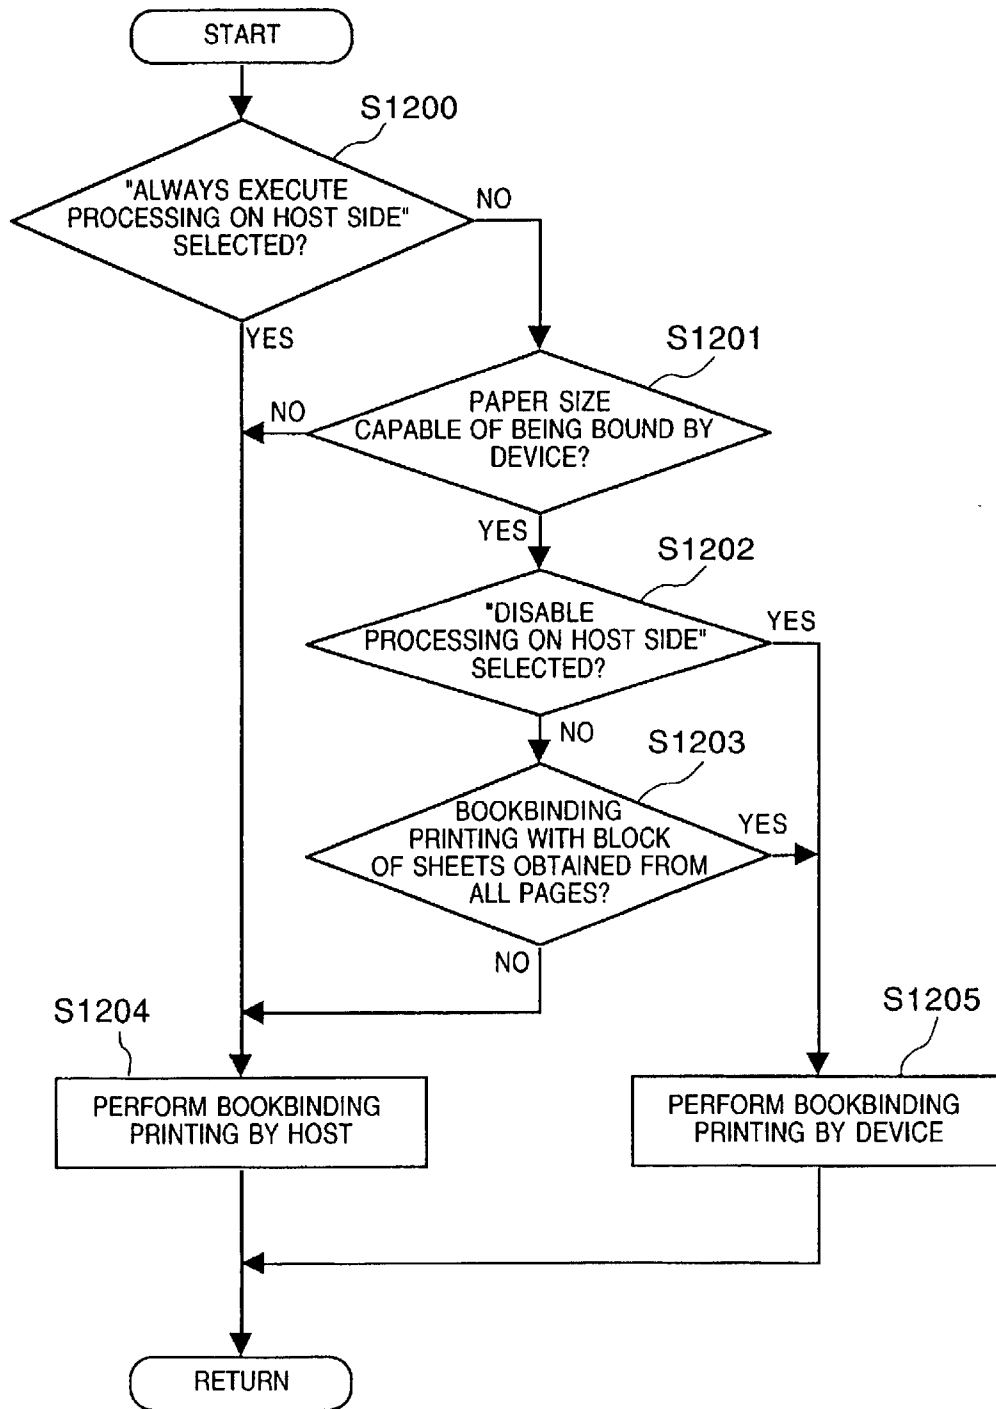 START
S1200
"ALWAYS EXECUTE
PROCESSING ON HOST SIDE"
SELECTED?
NO
YES
S1201
PAPER SIZE
CAPABLE OF BEING BOUND BY
DEVICE?
NO
YES
S1202
"DISABLE
PROCESSING ON HOST SIDE"
SELECTED?
YES
NO
S1203
BOOKBINDING
PRINTING WITH BLOCK
OF SHEETS OBTAINED FROM
ALL PAGES?
YES
NO
S1204
PERFORM BOOKBINDING
PRINTING BY HOST
S1205
PERFORM BOOKBINDING
PRINTING BY DEVICE
RETURN